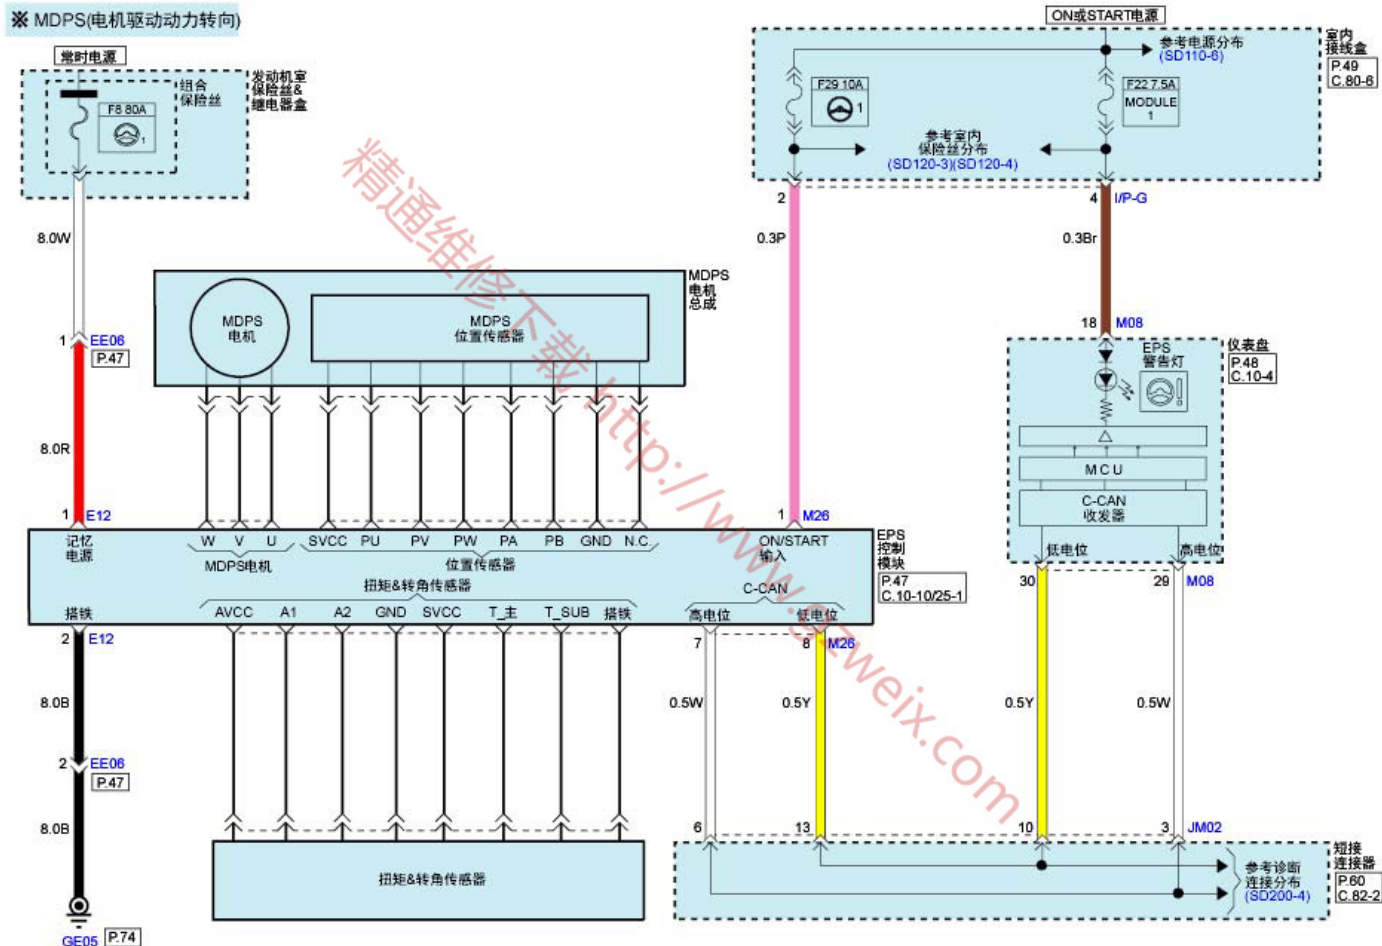 ※ MDPS(电机驱动动力转向)
常时电源
组合
保险丝
F8 80A
1
发动机室
保险丝&
继电器盒
ON或START电源
参考电源分布
(SD110-6)
室内
接线盒
P.49
C.80-6
F29 10A
1
F22 7.5A
MODULE
1
参考室内
保险丝分布
(SD120-3)(SD120-4)
2
4
I/P-G
8.0W
0.3P
0.3Br
MDPS
电机
总成
MDPS
电机
MDPS
位置传感器
1
EE06
P.47
18
M08
EPS
警告灯
仪表盘
P.48
C.10-4
8.0R
MCU
C-CAN
收发器
低电位
高电位
30
29
M08
1
E12
1
M26
记忆
电源
W V U
MDPS电机
SVCC PU PV PW PA PB GND N.C.
位置传感器
ON/START
输入
EPS
控制
模块
P.47
C.10-10/25-1
扭矩&转角传感器
C-CAN
搭铁
AVCC A1 A2 GND SVCC T_主 T_SUB 搭铁
高电位
低电位
2
E12
7
8
M26
8.0B
0.5W
0.5Y
0.5Y
0.5W
2
EE06
P.47
8.0B
6
13
10
3
JM02
扭矩&转角传感器
参考诊断
连接分布
(SD200-4)
短接
连接器
P.60
C.82-2
GE05
P.74
精通维修下载 http://www.gzweix.com